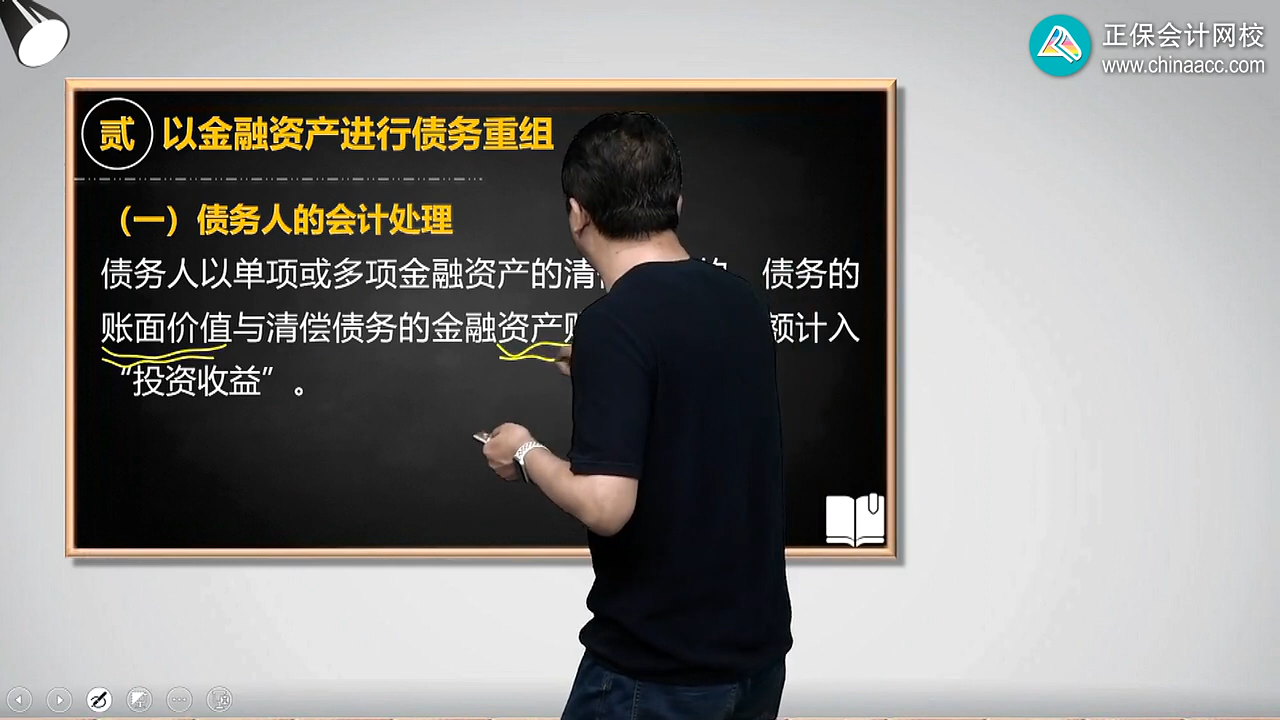 正保会计网校
www.chinaacc.com
贰 以金融资产进行债务重组
（一）债务人的会计处理
债务人以单项或多项金融资产的清 债务的
账面价值与清偿债务的金融资产 额计入
“投资收益”。